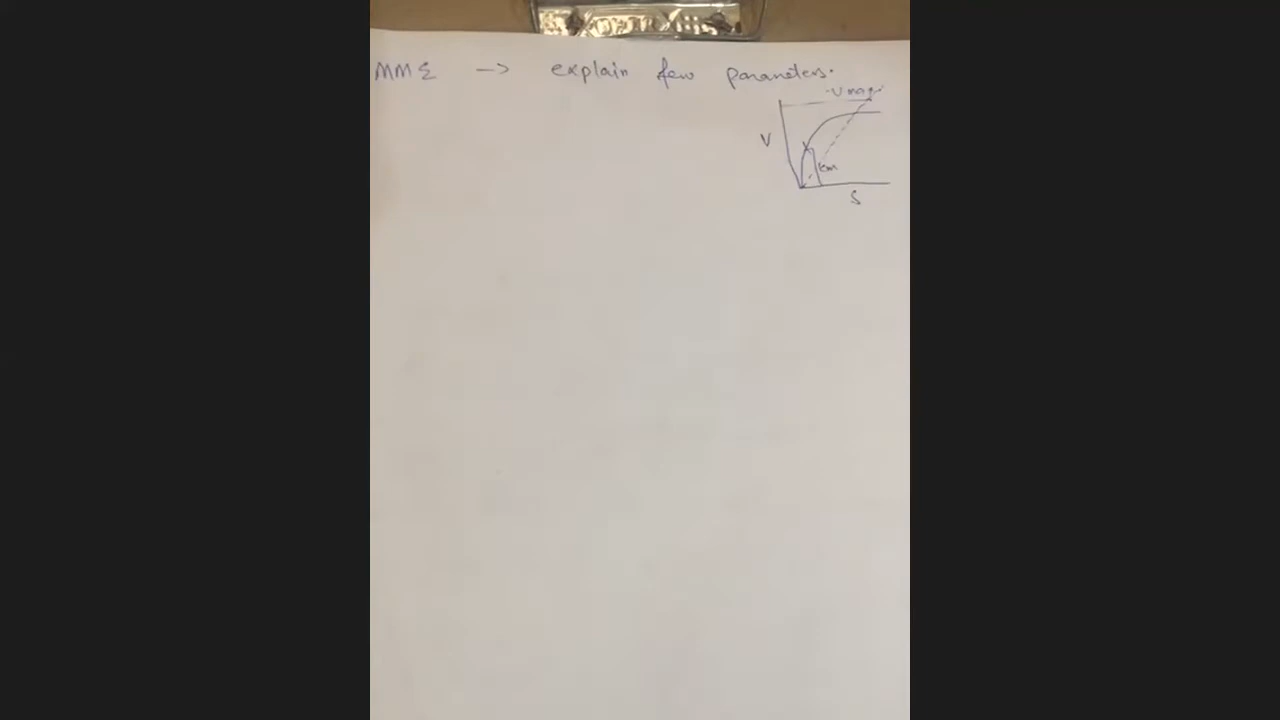 MME → explain few parameters.
Vmax
V
km
S